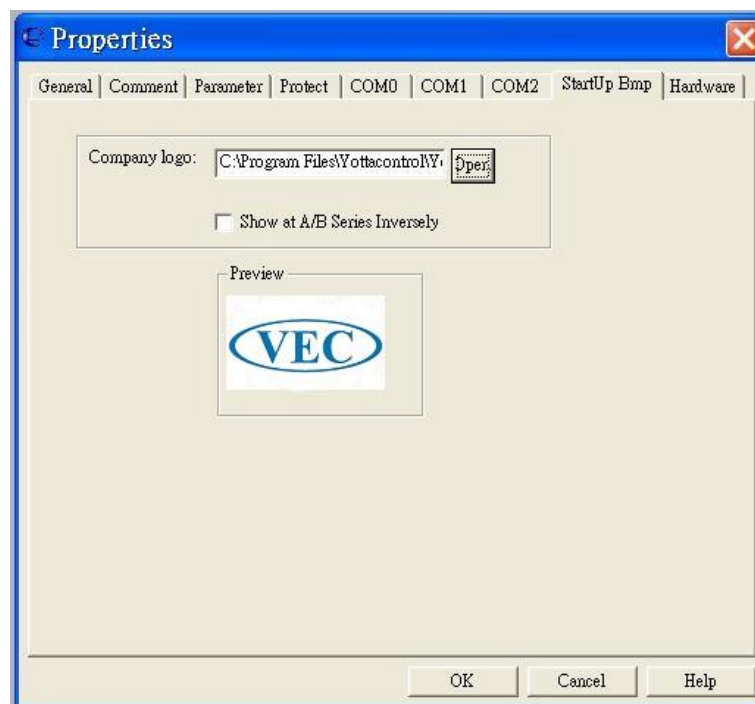 Properties
General Comment Parameter Protect COM0 COM1 COM2 StartUp Bmp Hardware
Company logo: C:\Program Files\Yottacontrol\Y Open
Show at A/B Series Inversely
Preview
VEC
OK Cancel Help